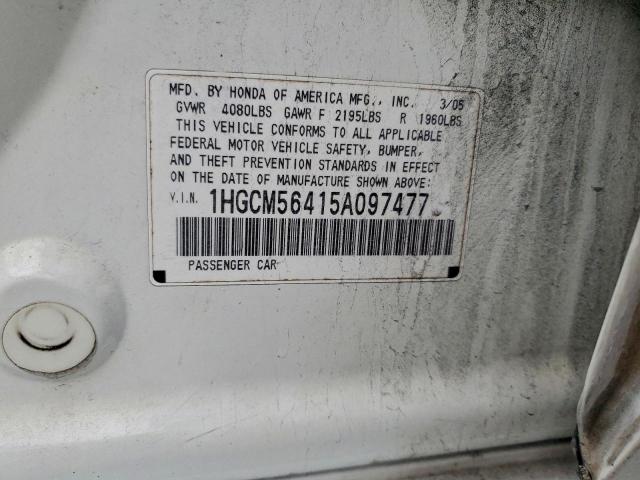 MFD. BY HONDA OF AMERICA MFG., INC. 3/05
GVWR 4080LBS GAWR F 2195LBS R 1960LBS
THIS VEHICLE CONFORMS TO ALL APPLICABLE
FEDERAL MOTOR VEHICLE SAFETY, BUMPER,
AND THEFT PREVENTION STANDARDS IN EFFECT
ON THE DATE OF MANUFACTURE SHOWN ABOVE:
V.I.N. 1HGCM56415A097477
PASSENGER CAR